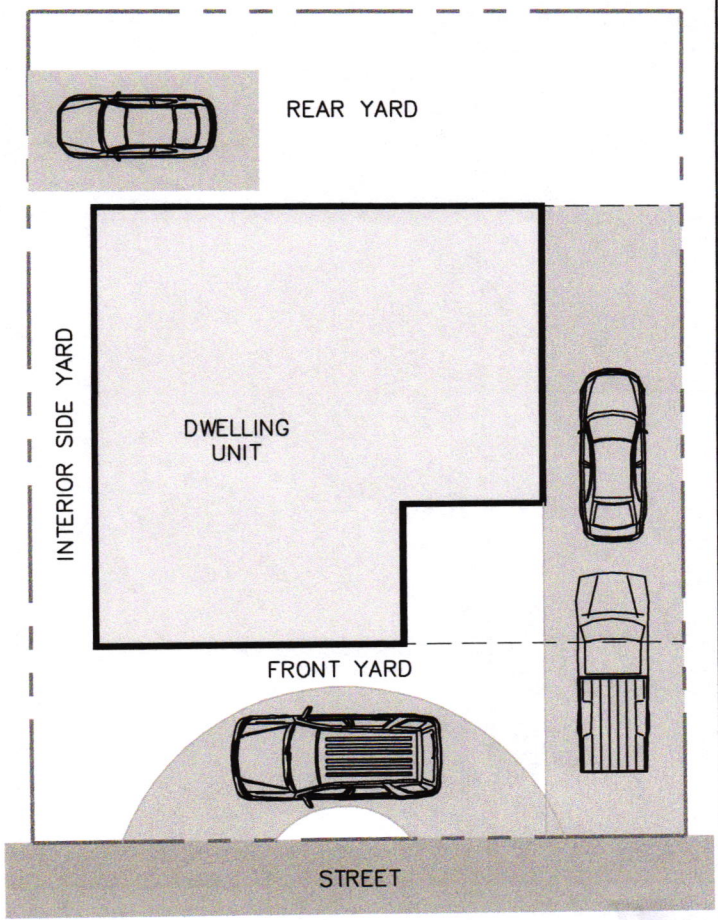 REAR YARD
INTERIOR SIDE YARD
DWELLING
UNIT
FRONT YARD
STREET